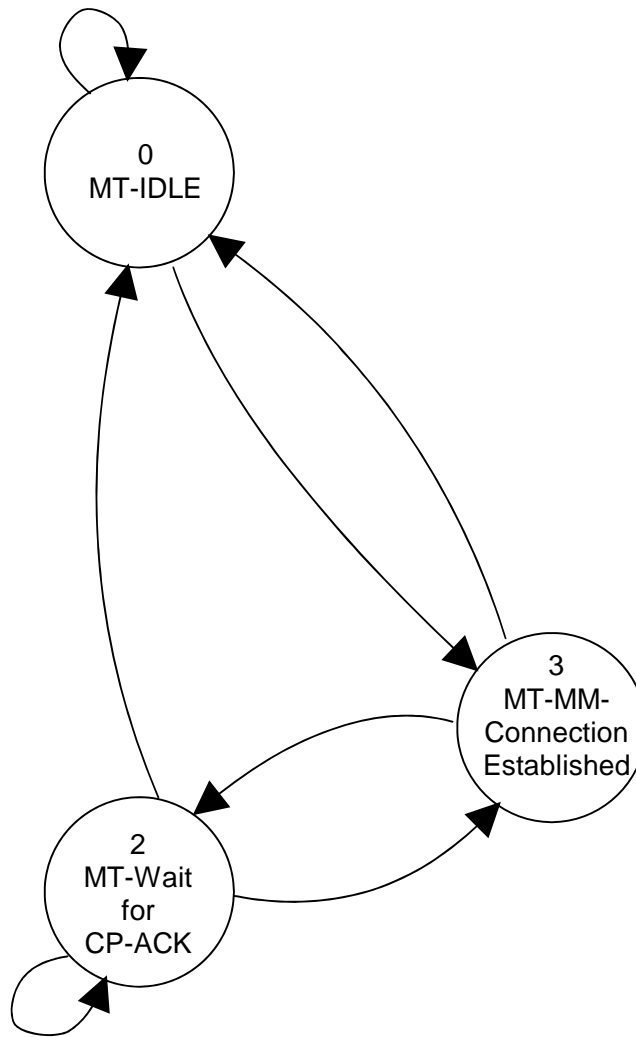 0
MT-IDLE
3
MT-MM-
Connection
Established
2
MT-Wait
for
CP-ACK